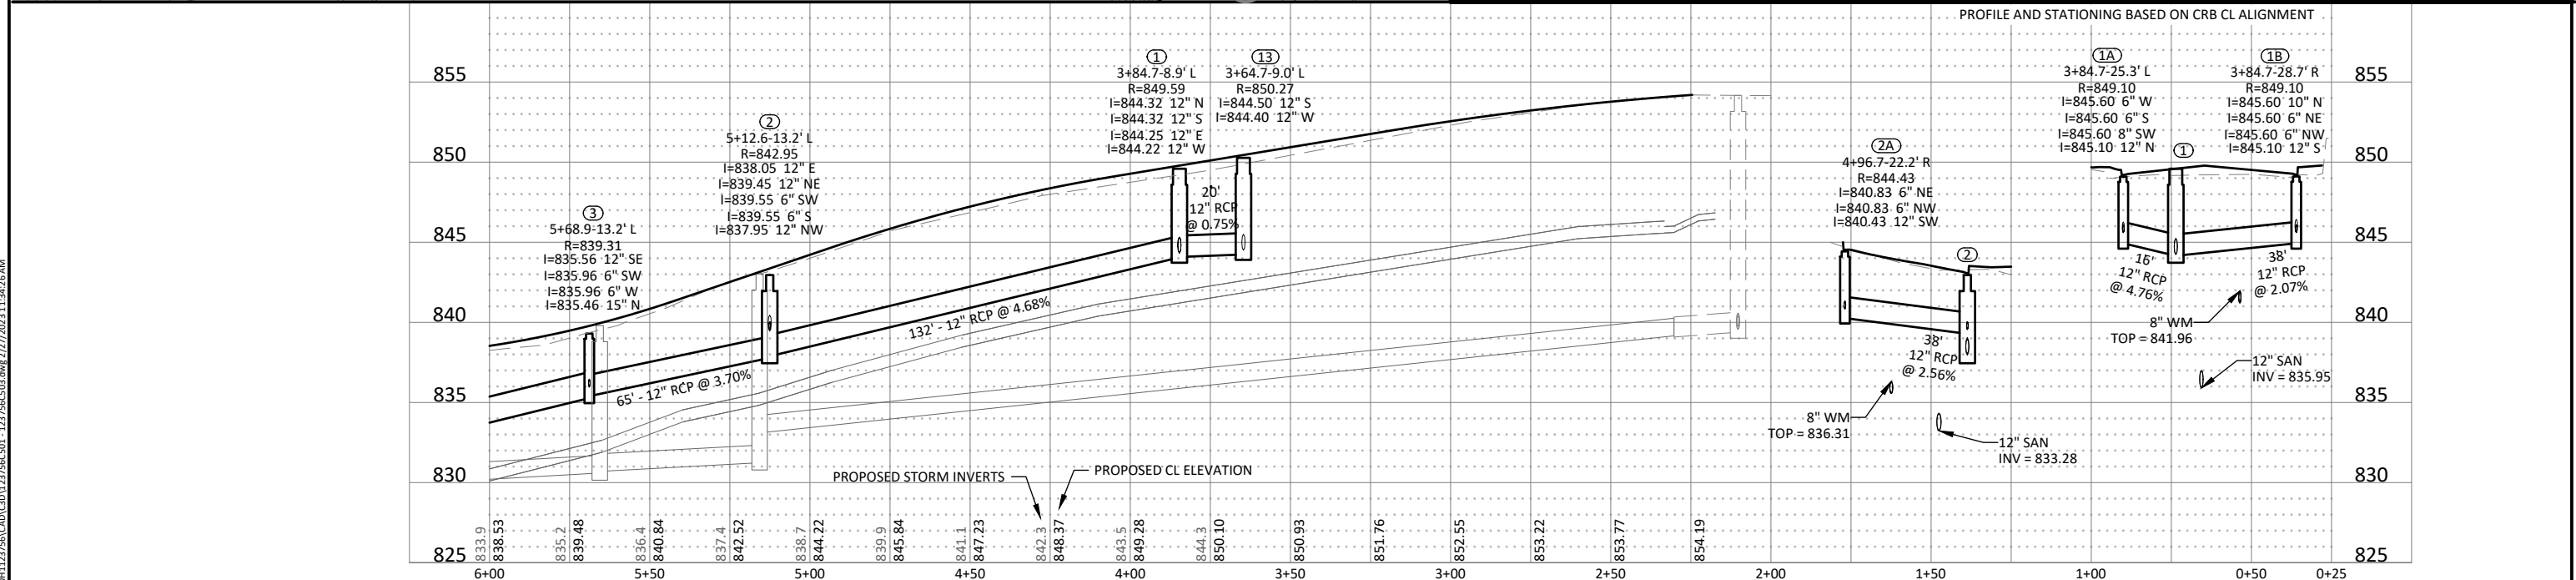 PROFILE AND STATIONING BASED ON CRB CL ALIGNMENT
855
850
845
840
835
830
825
3
5+68.9-13.2' L
R=839.31
I=835.56 12" SE
I=835.96 6" SW
I=835.96 6" W
I=835.46 15" N
2
5+12.6-13.2' L
R=842.95
I=838.05 12" E
I=839.45 12" NE
I=839.55 6" SW
I=839.55 6" S
I=837.95 12" NW
1
3+84.7-8.9' L
R=849.59
I=844.32 12" N
I=844.32 12" S
I=844.25 12" E
I=844.22 12" W
13
3+64.7-9.0' L
R=850.27
I=844.50 12" S
I=844.40 12" W
20'
12" RCP
@ 0.75%
132' - 12" RCP @ 4.68%
65' - 12" RCP @ 3.70%
2A
4+96.7-22.2' R
R=844.43
I=840.83 6" NE
I=840.83 6" NW
I=840.43 12" SW
2
38'
12" RCP
@ 2.56%
8" WM
TOP = 836.31
12" SAN
INV = 833.28
1A
3+84.7-25.3' L
R=849.10
I=845.60 6" W
I=845.60 6" S
I=845.60 8" SW
I=845.10 12" N
1
1B
3+84.7-28.7' R
R=849.10
I=845.60 10" N
I=845.60 6" NE
I=845.60 6" NW
I=845.10 12" S
16'
12" RCP
@ 4.76%
38'
12" RCP
@ 2.07%
8" WM
TOP = 841.96
12" SAN
INV = 835.95
855
850
845
840
835
830
825
PROPOSED STORM INVERTS
PROPOSED CL ELEVATION
833.9
838.53
835.2
839.48
836.4
840.84
837.4
842.52
838.7
844.22
839.9
845.84
841.1
847.23
842.3
848.37
843.5
849.28
844.3
850.10
850.93
851.76
852.55
853.22
853.77
854.19
6+00 5+50 5+00 4+50 4+00 3+50 3+00 2+50 2+00 1+50 1+00 0+50 0+25